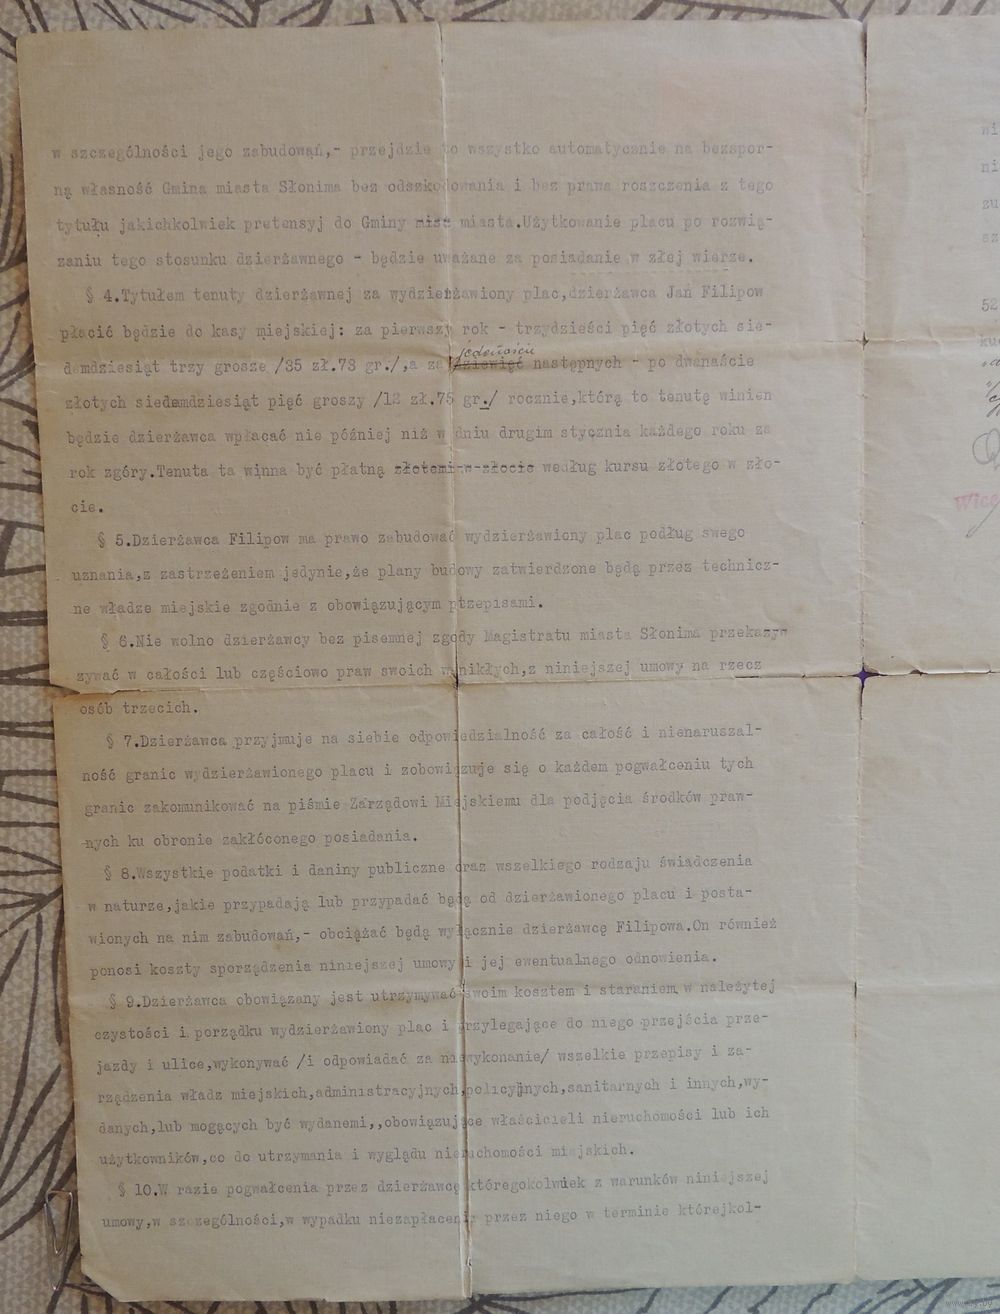 w szczególności jego zabudowań,- przejdzie to wszystko automatycznie na bezspor-
ną własność Gmina miasta Słonima bez odszkodowania i bez prawa roszczenia z tego
tytułu jakichkolwiek pretensyj do Gminy mist miasta.Użytkowanie placu po rozwią-
zaniu tego stosunku dzierżawnego - będzie uważane za posiadanie w złej wierze.
§ 4.Tytułem tenuty dzierżawnej za wydzierżawiony plac,dzierżawca Jan Filipow
płacić będzie do kasy miejskiej: za pierwszy rok - trzydzieści pięć złotych sie-
jedenaście
demdziesiąt trzy grosze /35 zł.73 gr./,a za dziewięć następnych - po dwanaście
złotych siedemdziesiąt pięć groszy /12 zł.75 gr./ rocznie,którą to tenutę winien
będzie dzierżawca wpłacać nie później niż w dniu drugim stycznia każdego roku za
rok zgóry.Tenuta ta winna być płatną złotemi w złocie według kursu złotego w zło-
cie.
§ 5.Dzierżawca Filipow ma prawo zabudować wydzierżawiony plac podług swego
uznania,z zastrzeżeniem jedynie,że plany budowy zatwierdzone będą przez technicz-
ne władze miejskie zgodnie z obowiązującym ptzepisami.
§ 6.Nie wolno dzierżawcy bez pisemnej zgody Magistratu miasta Słonima przekazyw
zywać w całości lub częściowo praw swoich wynikłych,z niniejszej umowy na rzecz
osób trzecich.
§ 7.Dzierżawca przyjmuje na siebie odpowiedzialność za całość i nienaruszal-
ność granic wydzierżawionego placu i zobowiązuje się o każdem pogwałceniu tych
granic zakomunikować na piśmie Zarządowi Miejskiemu dla podjęcia środków praw-
nych ku obronie zakłóconego posiadania.
§ 8.Wszystkie podatki i daniny publiczne oraz wszelkiego rodzaju świadczenia
w naturze,jakie przypadają lub przypadać będą od dzierżawionego placu i posta-
wionych na nim zabudowań,- obciążać będą wyłącznie dzierżawcę Filipowa.On również
ponosi koszty sporządzenia niniejszej umowy i jej ewentualnego odnowienia.
§ 9.Dzierżawca obowiązany jest utrzymywać swoim kosztem i staraniem w należytej
czystości i porządku wydzierżawiony plac i przylegające do niego przejścia prze-
jazdy i ulice,wykonywać /i odpowiadać za niewykonanie/ wszelkie przepisy i za-
rządzenia władz miejskich,administracyjnych,policyjnych,sanitarnych i innych,wy-
danych,lub mogących być wydanemi,,obowiązujące właścicieli nieruchomości lub ich
użytkowników,co do utrzymania i wyglądu nieruchomości miejskich.
§ 10.W razie pogwałcenia przez dzierżawcę któregokolwiek z warunków niniejszej
umowy,w szczególności,w wypadku niezapłacenia przez niego w terminie którejkol-
wi
ni
zu
sz
52
kuc
Wice